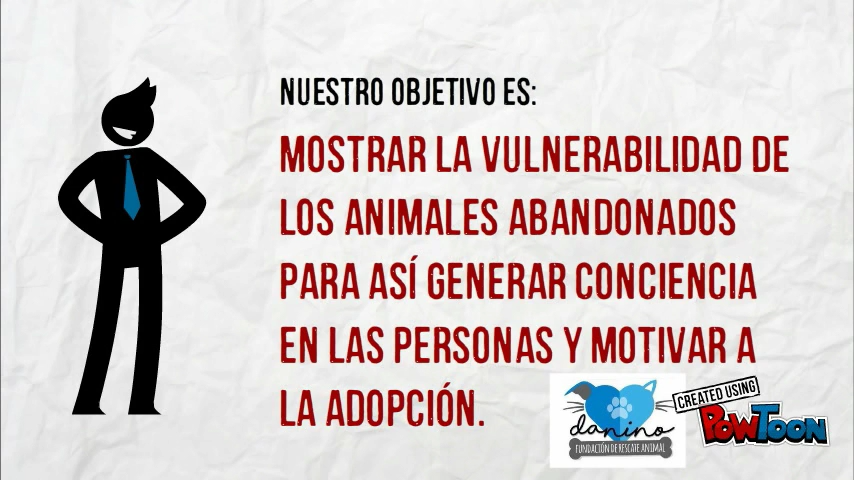 NUESTRO OBJETIVO ES:
MOSTRAR LA VULNERABILIDAD DE
LOS ANIMALES ABANDONADOS
PARA ASÍ GENERAR CONCIENCIA
EN LAS PERSONAS Y MOTIVAR A
LA ADOPCIÓN.
danino
FUNDACIÓN DE RESCATE ANIMAL
CREATED USING
POWTOON